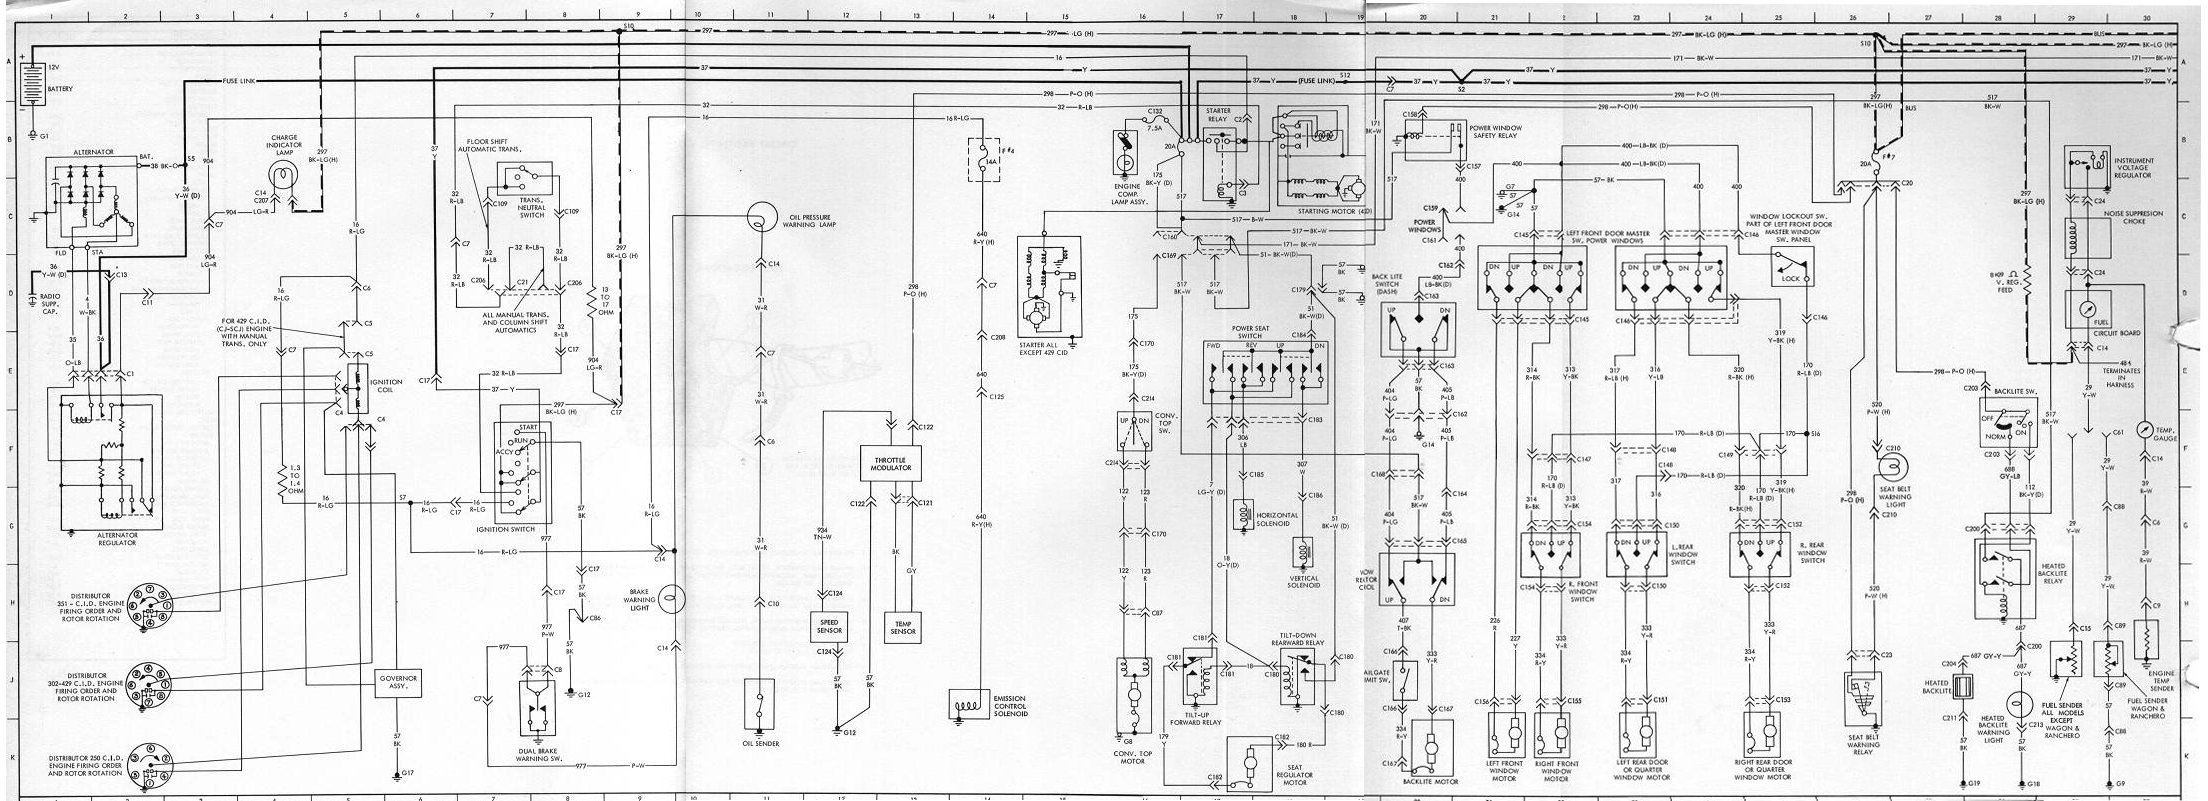 1 2 3 4 5 6 7 8 9 10 11 12 13 14 15 16 17 18 19 20 21 22 23 24 25 26 27 28 29 30
12V
BATTERY
G1
FUSE LINK
297
S10
297 LG (H)
297 BK-LG (H)
BUS
297 BK-LG (H)
16
171 BK-W
37 Y
37 Y (FUSE LINK) S12
C7
37 Y
S2
37 Y
298 P-O (H)
32 R-LB
16 R-LG
ALTERNATOR
BAT.
38 BK-O
S5
36
Y-W (D)
FLD
STA
904
904 LG-R
C7
904
LG-R
CHARGE
INDICATOR
LAMP
C14
C207
297
BK-LG(H)
36
Y-W (D)
C13
RADIO
SUPP.
CAP.
C11
4
W-BK
35
O-LB
36
C1
ALTERNATOR
REGULATOR
16
R-LG
C6
C5
FOR 429 C.I.D.
(CJ-SCJ) ENGINE
WITH MANUAL
TRANS. ONLY
C7
C5
IGNITION
COIL
C4
C4
1.3
TO
1.4
OHM
16
R-LG
S7
16
R-LG
C17
16
R-LG
37
Y
FLOOR SHIFT
AUTOMATIC TRANS.
TRANS.
NEUTRAL
SWITCH
C109
C109
32
R-LB
C7
32
R-LB
C206
C21
C206
ALL MANUAL TRANS.
AND COLUMN SHIFT
AUTOMATICS
32
R-LB
C17
32 R-LB
37 Y
C17
13
TO
17
OHM
904
LG-R
297
BK-LG (H)
C17
297
BK-LG (H)
START
RUN
ACCY
IGNITION SWITCH
57
BK
977
C17
57
BK
C86
57
BK
G12
C17
977
P-W
977
C8
C7
DUAL BRAKE
WARNING SW.
977 P-W
16 R-LG
C14
16
R-LG
BRAKE
WARNING
LIGHT
C14
DISTRIBUTOR
351 - C.I.D. ENGINE
FIRING ORDER AND
ROTOR ROTATION
DISTRIBUTOR
302-429 C.I.D. ENGINE
FIRING ORDER AND
ROTOR ROTATION
DISTRIBUTOR 250 C.I.D.
ENGINE FIRING ORDER
AND ROTOR ROTATION
GOVERNOR
ASSY.
57
BK
G17
OIL PRESSURE
WARNING LAMP
C14
31
W-R
C7
31
W-R
C6
31
W-R
C10
OIL SENDER
298
P-O (H)
C122
THROTTLE
MODULATOR
C122
C121
934
TN-W
BK
GY
C124
SPEED
SENSOR
TEMP
SENSOR
C124
57
BK
57
BK
G12
F #4
14A
640
R-Y (H)
C7
C208
640
C125
640
R-Y(H)
EMISSION
CONTROL
SOLENOID
STARTER ALL
EXCEPT 429 CID
C132
7.5A
20A
ENGINE
COMP.
LAMP ASSY.
175
BK-Y (D)
517
STARTER
RELAY
C2
C3
STARTING MOTOR (4D)
517 B-W
517 BK-W
171 BK-W
51 BK-W(D)
C160
C169
517
BK-W
517
BK-W
57
BK
57
BK
C179
51
BK-W (D)
C184
POWER SEAT
SWITCH
FWD REV UP DN
C183
175
C170
175
BK-Y(D)
C214
CONV.
TOP
SW.
UP DN
C214
122
Y
123
R
C170
122
Y
123
R
C87
G8
CONV. TOP
MOTOR
306
LB
C185
HORIZONTAL
SOLENOID
307
W
C186
VERTICAL
SOLENOID
7
LG-Y (D)
18
O-Y(D)
51
BK-W (D)
C181
C181
C181
18
C180
TILT-UP
FORWARD RELAY
TILT-DOWN
REARWARD RELAY
C180
C180
179
Y
C182
C182
180 R
SEAT
REGULATOR
MOTOR
171
BK-W
C158
POWER WINDOW
SAFETY RELAY
C157
400
517
C159
POWER
WINDOWS
C161
400
C162
400
LB-BK(D)
C163
BACK LITE
SWITCH
(DASH)
UP DN
C163
404
P-LG
57
BK
405
P-LB
C162
404
P-LG
G14
405
P-LB
C168
517
BK-W
C164
404
P-LG
405
P-LB
C165
UP DN
407
T-BK
C166
C166
333
Y-R
C167
334
R-Y
C167
BACKLITE MOTOR
298 P-O(H)
298 P-O (H)
400 LB-BK (D)
400 LB-BK(D)
400
57-BK
G7
57
57
G14
C145
LEFT FRONT DOOR MASTER
SW. POWER WINDOWS
DN UP DN UP
C145
400
400
C146
WINDOW LOCKOUT SW.
PART OF LEFT FRONT DOOR
MASTER WINDOW
SW. PANEL
LOCK
C146
C146
170
R-LB (D)
319
Y-BK (H)
314
R-BK
313
Y-BK
317
R-LB (H)
316
Y-LB
320
R-BK (H)
170 R-LB (D)
170
S16
C147
C148
C148
C149
170 R-LB (D)
170
R-LB (D)
314
R-BK
313
Y-BK
317
316
320
R-BK(H)
170
R-LB (D)
319
Y-BK(H)
C154
C150
C152
DN UP
R. FRONT
WINDOW
SWITCH
DN UP
L.REAR
WINDOW
SWITCH
DN UP
R. REAR
WINDOW
SWITCH
C154
C150
C152
226
R
227
334
R-Y
333
Y-R
334
R-Y
333
Y-R
334
R-Y
C156
C155
C151
C153
LEFT FRONT
WINDOW
MOTOR
RIGHT FRONT
WINDOW
MOTOR
LEFT REAR DOOR
OR QUARTER
WINDOW MOTOR
RIGHT REAR DOOR
OR QUARTER
WINDOW MOTOR
S10
297
BK-LG(H)
BUS
20A
F#7
C20
520
P-W (H)
C210
SEAT BELT
WARNING
LIGHT
C210
298
P-O (H)
520
P-W (H)
C23
SEAT BELT
WARNING
RELAY
517
BK-W
298 P-O (H)
C203
BACKLITE SW.
OFF
NORM
ON
C203
688
GY-LB
112
BK-Y(D)
517
BK-W
C200
HEATED
BACKLITE
RELAY
687
C200
687 GY-Y
C204
HEATED
BACKLITE
C211
57
BK
G19
687
GY-Y
HEATED
BACKLITE
WARNING
LIGHT
C213
57
BK
G18
297
BK-LG (H)
V. REG.
FEED
INSTRUMENT
VOLTAGE
REGULATOR
C24
NOISE SUPPRESION
CHOKE
C24
FUEL
CIRCUIT BOARD
C14
484
TERMINATES
IN
HARNESS
29
Y-W
C61
TEMP.
GAUGE
C14
29
Y-W
C88
39
R-W
C6
29
Y-W
39
R-W
29
Y-W
C89
C9
C15
FUEL SENDER
ALL MODELS
EXCEPT
WAGON &
RANCHERO
C89
C88
57
BK
G9
FUEL SENDER
WAGON &
RANCHERO
ENGINE
TEMP
SENDER